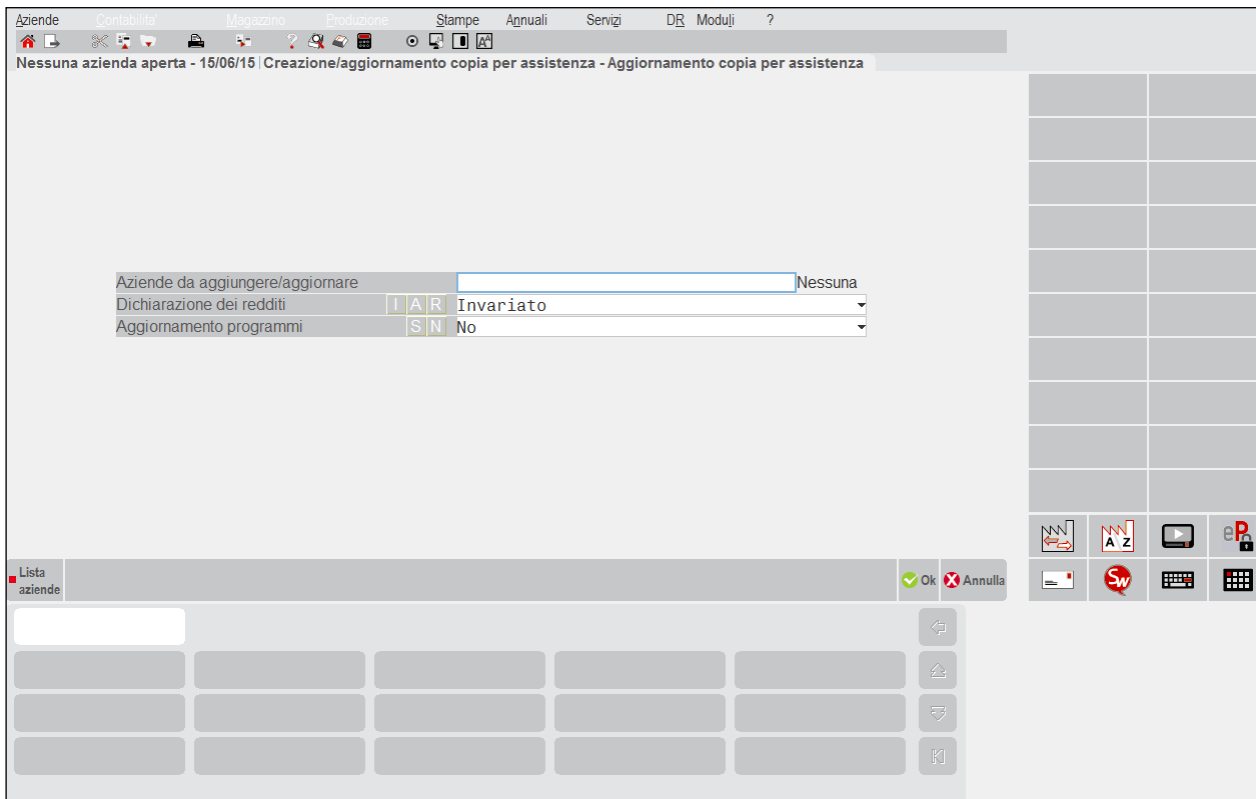 Aziende Contabilita' Magazzino Produzione Stampe Annuali Servizi DR Moduli ?
Nessuna azienda aperta - 15/06/15 | Creazione/aggiornamento copia per assistenza - Aggiornamento copia per assistenza
Aziende da aggiungere/aggiornare Nessuna
Dichiarazione dei redditi I A R Invariato
Aggiornamento programmi S N No
A Z
eP
Lista
aziende
Ok Annulla
Sw